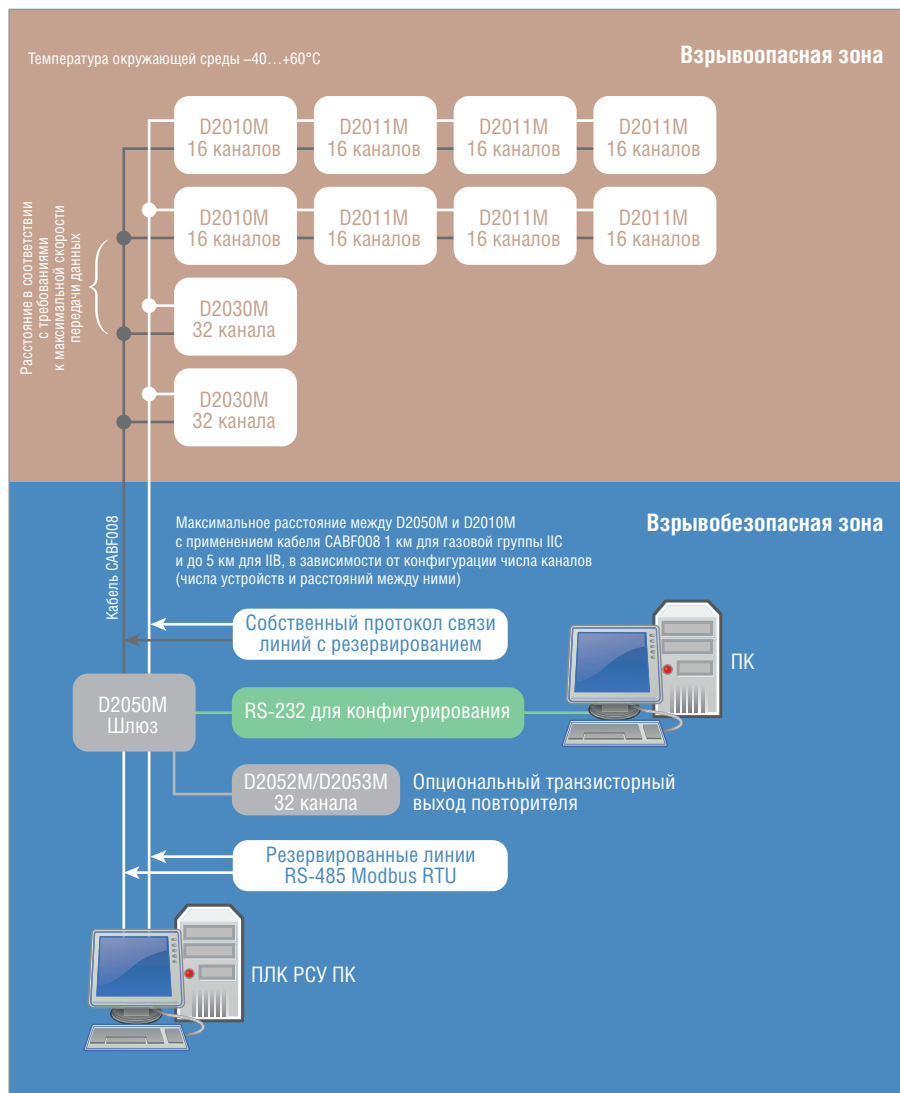 Температура окружающей среды –40…+60°С
Взрывоопасная зона
D2010M
16 каналов
D2011M
16 каналов
D2011M
16 каналов
D2011M
16 каналов
D2010M
16 каналов
D2011M
16 каналов
D2011M
16 каналов
D2011M
16 каналов
Расстояние в соответствии
с требованиями
к максимальной скорости
передачи данных
D2030M
32 канала
D2030M
32 канала
Взрывобезопасная зона
Максимальное расстояние между D2050M и D2010M
с применением кабеля CABF008 1 км для газовой группы IIC
и до 5 км для IIB, в зависимости от конфигурации числа каналов
(числа устройств и расстояний между ними)
Кабель CABF008
Собственный протокол связи
линий с резервированием
ПК
D2050M
Шлюз
RS-232 для конфигурирования
D2052M/D2053M
32 канала
Опциональный транзисторный
выход повторителя
Резервированные линии
RS-485 Modbus RTU
ПЛК РСУ ПК